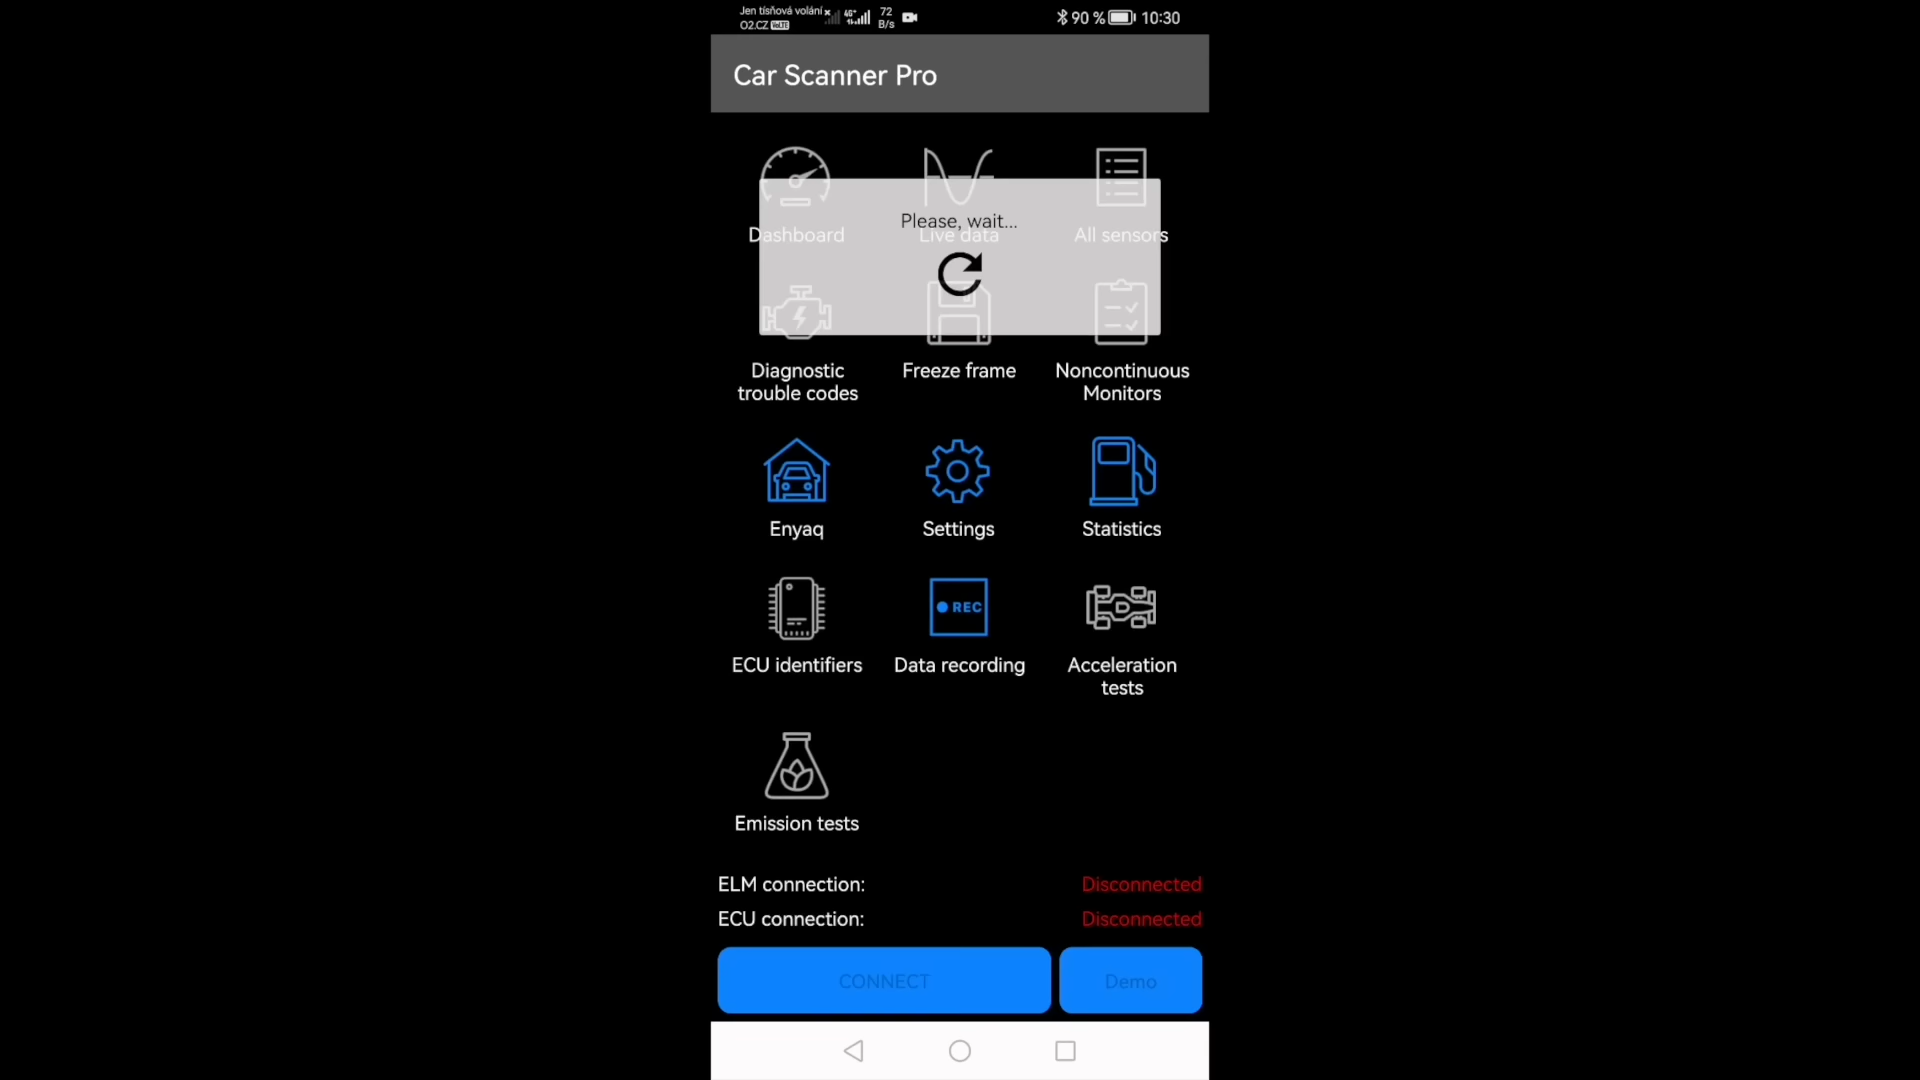 Jen tísňová volání
O2.CZ VoLTE
4G+
72
B/s
90 %
10:30
Car Scanner Pro
Please, wait...
Dashboard
Live data
All sensors
Diagnostic
trouble codes
Freeze frame
Noncontinuous
Monitors
Enyaq
Settings
Statistics
ECU identifiers
REC
Data recording
Acceleration
tests
Emission tests
ELM connection:
Disconnected
ECU connection:
Disconnected
CONNECT
Demo